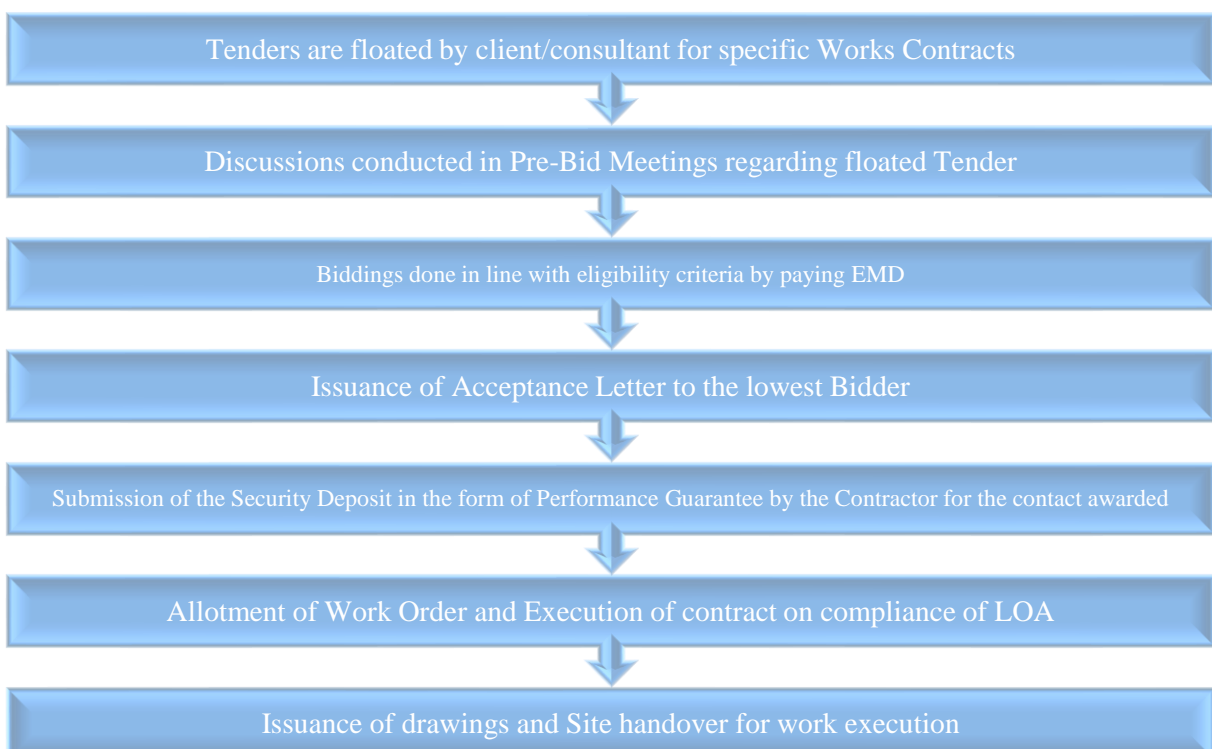 Tenders are floated by client/consultant for specific Works Contracts
Discussions conducted in Pre-Bid Meetings regarding floated Tender
Biddings done in line with eligibility criteria by paying EMD
Issuance of Acceptance Letter to the lowest Bidder
Submission of the Security Deposit in the form of Performance Guarantee by the Contractor for the contact awarded
Allotment of Work Order and Execution of contract on compliance of LOA
Issuance of drawings and Site handover for work execution